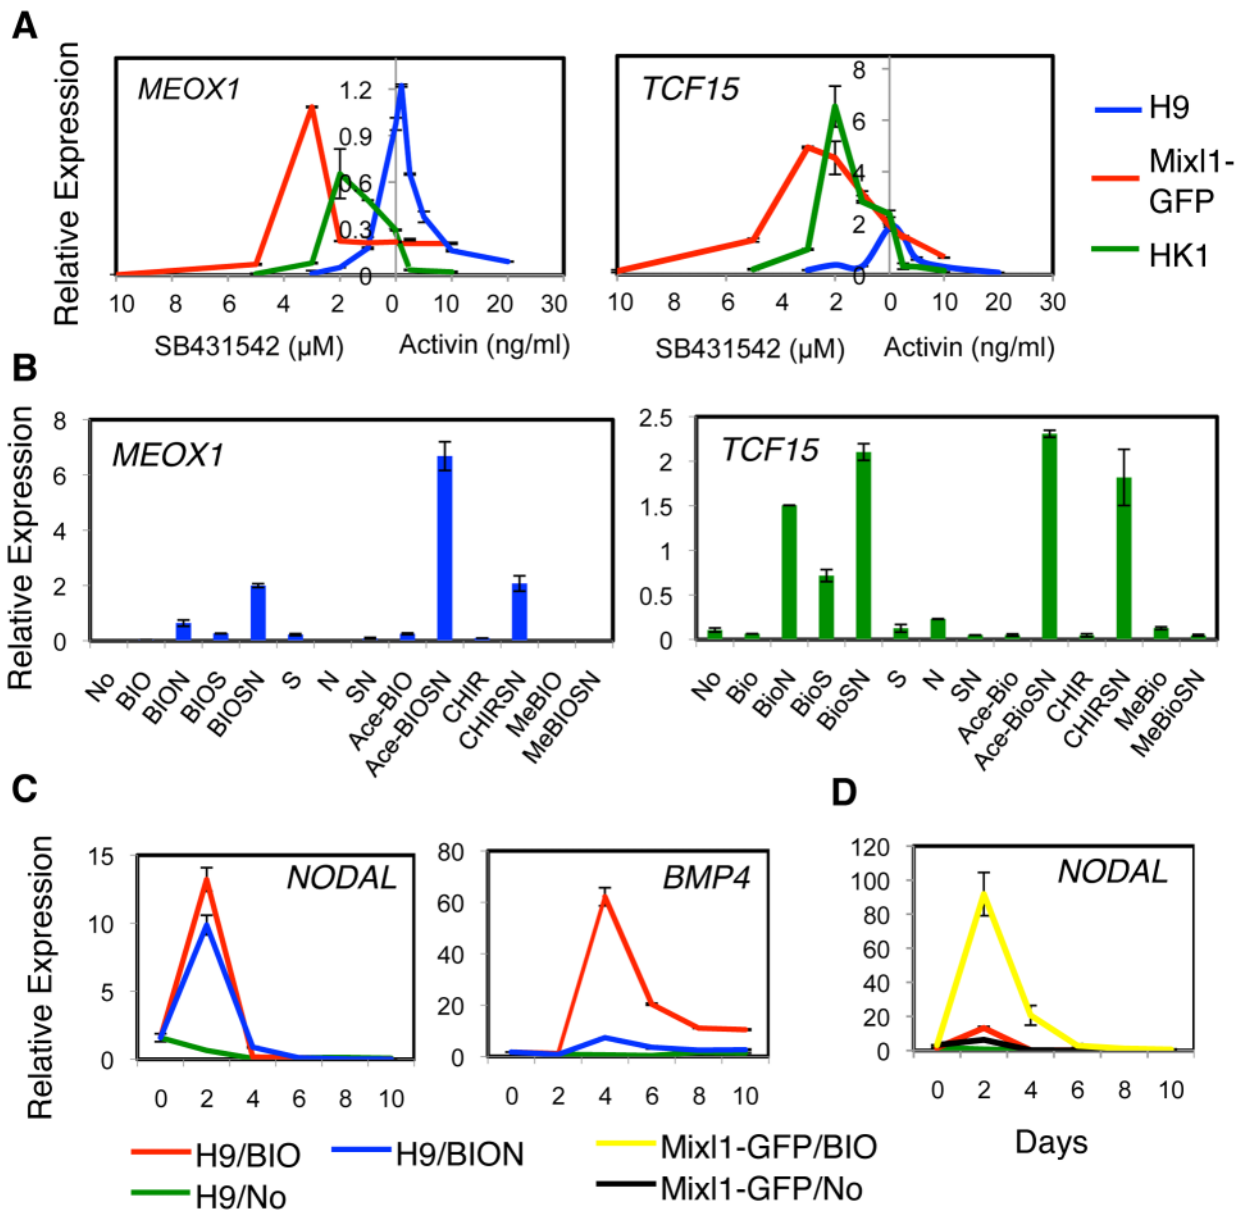 A
MEOX1
TCF15
Relative Expression
1.2
0.9
0.6
0.3
0
8
6
4
2
0
10 8 6 4 2 0 10 20 30
10 8 6 4 2 0 10 20 30
SB431542 (µM) Activin (ng/ml)
SB431542 (µM) Activin (ng/ml)
H9
Mixl1-
GFP
HK1
B
MEOX1
TCF15
Relative Expression
8
6
4
2
0
2.5
2
1.5
1
0.5
0
No BIO BION BIOS BIOSN S N SN Ace-BIO Ace-BIOSN CHIR CHIRSN MeBIO MeBIOSN
No Bio BioN BioS BioSN S N SN Ace-Bio Ace-BioSN CHIR CHIRSN MeBio MeBioSN
C
NODAL
BMP4
Relative Expression
15
10
5
0
80
60
40
20
0
0 2 4 6 8 10
0 2 4 6 8 10
D
NODAL
120
100
80
60
40
20
0
0 2 4 6 8 10
Days
H9/BIO H9/BION
H9/No
Mixl1-GFP/BIO
Mixl1-GFP/No